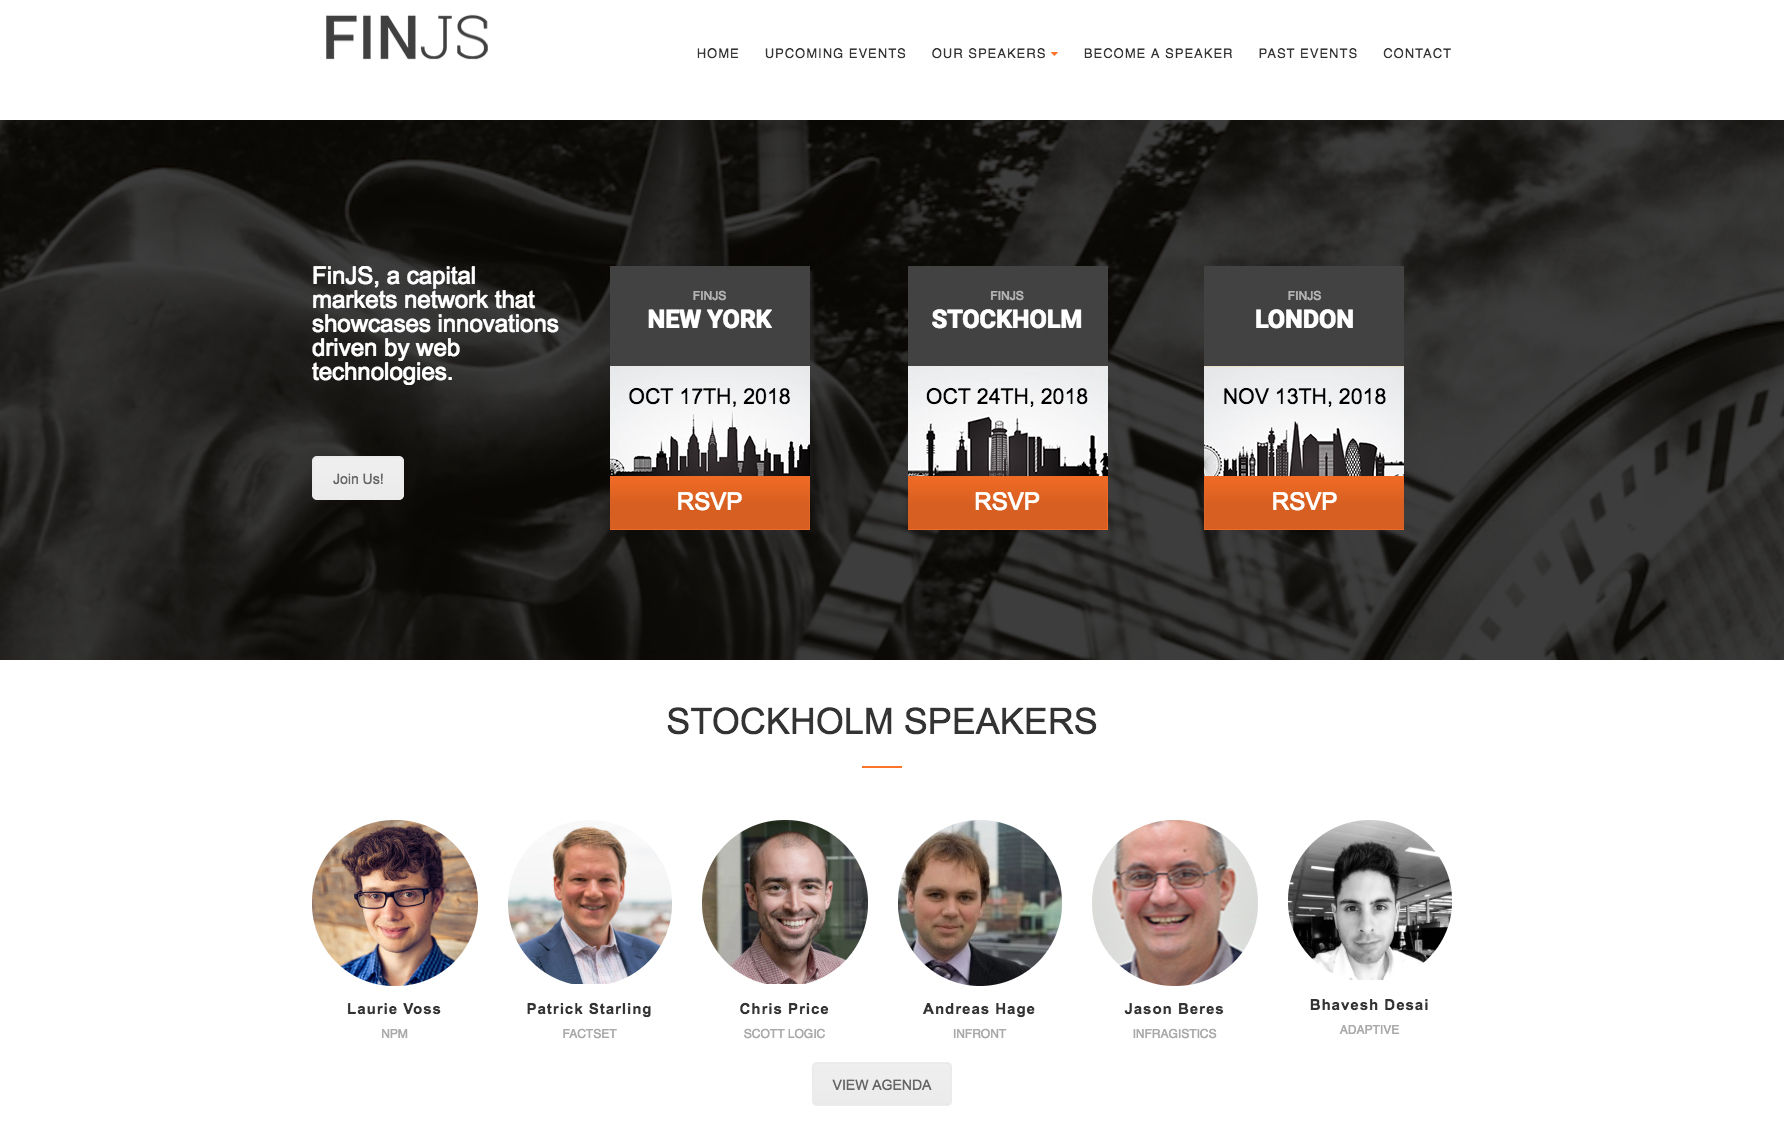 FINJS
HOME UPCOMING EVENTS OUR SPEAKERS BECOME A SPEAKER PAST EVENTS CONTACT
FinJS, a capital
markets network that
showcases innovations
driven by web
technologies.
Join Us!
FINJS
NEW YORK
OCT 17TH, 2018
RSVP
FINJS
STOCKHOLM
OCT 24TH, 2018
RSVP
FINJS
LONDON
NOV 13TH, 2018
RSVP
12
STOCKHOLM SPEAKERS
Laurie Voss
NPM
Patrick Starling
FACTSET
Chris Price
SCOTT LOGIC
Andreas Hage
INFRONT
Jason Beres
INFRAGISTICS
Bhavesh Desai
ADAPTIVE
VIEW AGENDA